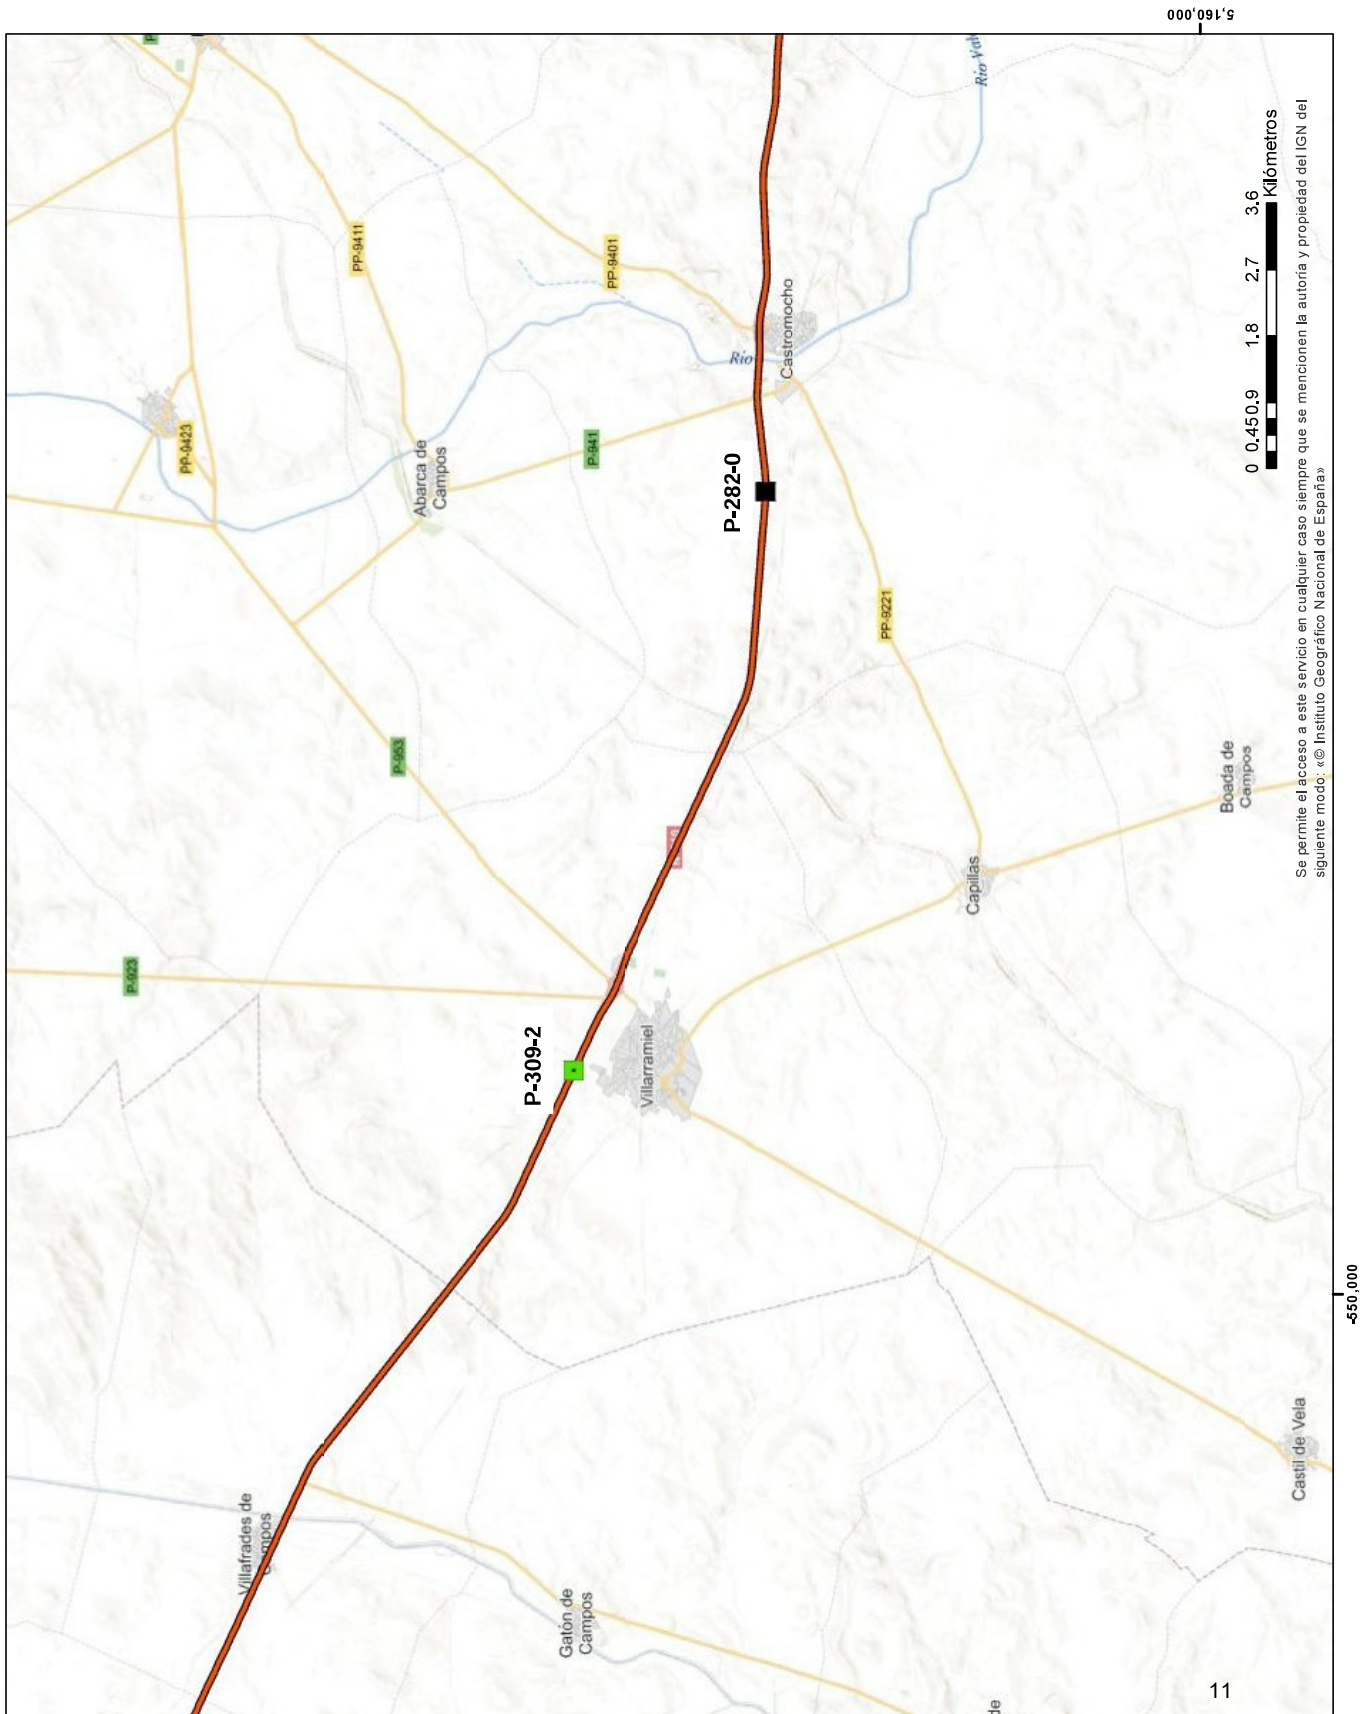 5,160,000
Río
PP-9411
PP-9401
PP-9423
Castromocho
Río
Abarca de
Campos
P-941
P-282-0
PP-9221
P-953
Boada de
Campos
Capillas
P-923
P-309-2
Villarramiel
-550,000
Castil de Vela
Villafrades de
Gatón de
Campos
de
11
0 0.45 0.9 1.8 2.7 3.6
Kilómetros
Se permite el acceso a este servicio en cualquier caso siempre que se mencionen la autoría y propiedad del IGN del
siguiente modo: «© Instituto Geográfico Nacional de España»